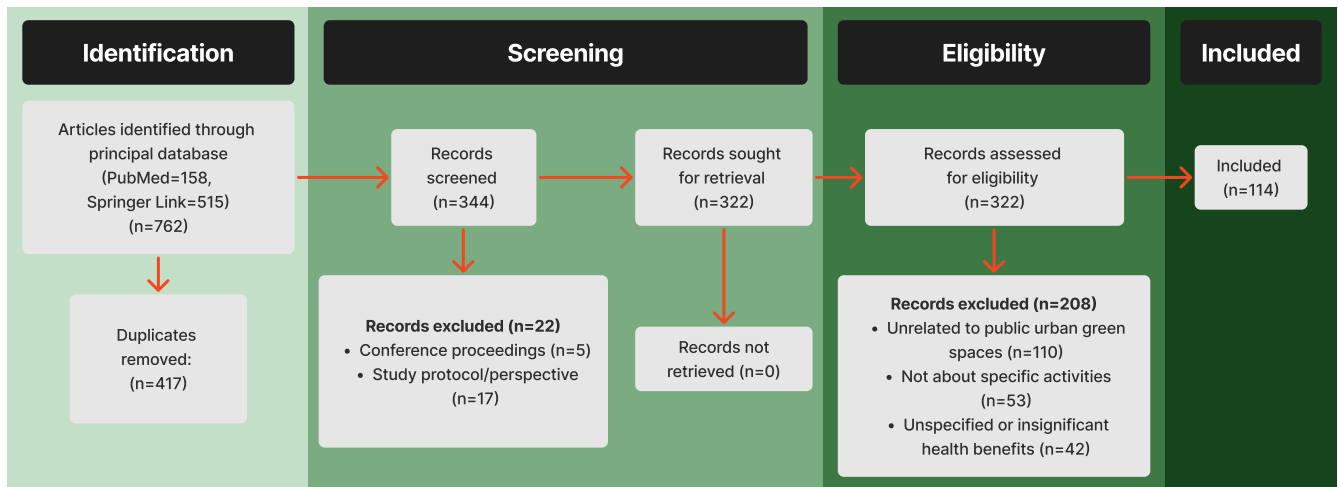 Identification
Articles identified through
principal database
(PubMed=158,
Springer Link=515)
(n=762)
Duplicates
removed:
(n=417)
Screening
Records
screened
(n=344)
Records excluded (n=22)
• Conference proceedings (n=5)
• Study protocol/perspective
(n=17)
Records sought
for retrieval
(n=322)
Records not
retrieved (n=0)
Eligibility
Records assessed
for eligibility
(n=322)
Records excluded (n=208)
• Unrelated to public urban green
spaces (n=110)
• Not about specific activities
(n=53)
• Unspecified or insignificant
health benefits (n=42)
Included
Included
(n=114)